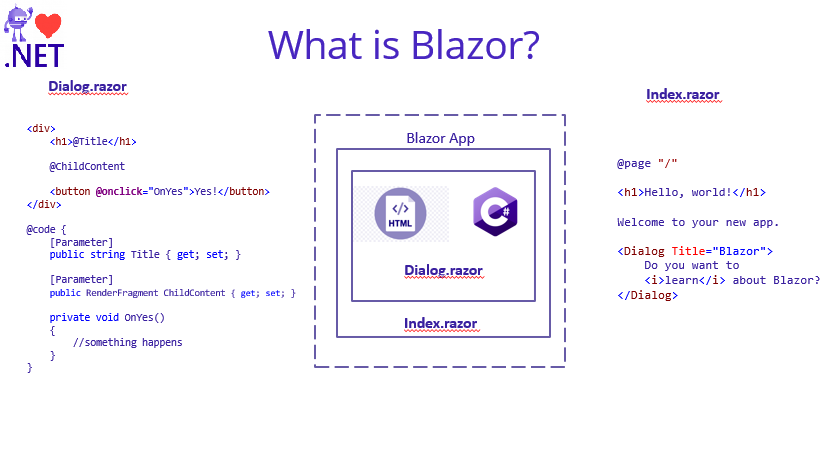 .NET
What is Blazor?
Dialog.razor
<div>
<h1>@Title</h1>
@ChildContent
<button @onclick="OnYes">Yes!</button>
</div>
@code {
[Parameter]
public string Title { get; set; }
[Parameter]
public RenderFragment ChildContent { get; set; }
private void OnYes()
{
//something happens
}
}
Blazor App
</>
HTML
C#
Dialog.razor
Index.razor
Index.razor
@page "/"
<h1>Hello, world!</h1>
Welcome to your new app.
<Dialog Title="Blazor">
Do you want to
<i>learn</i> about Blazor?
</Dialog>